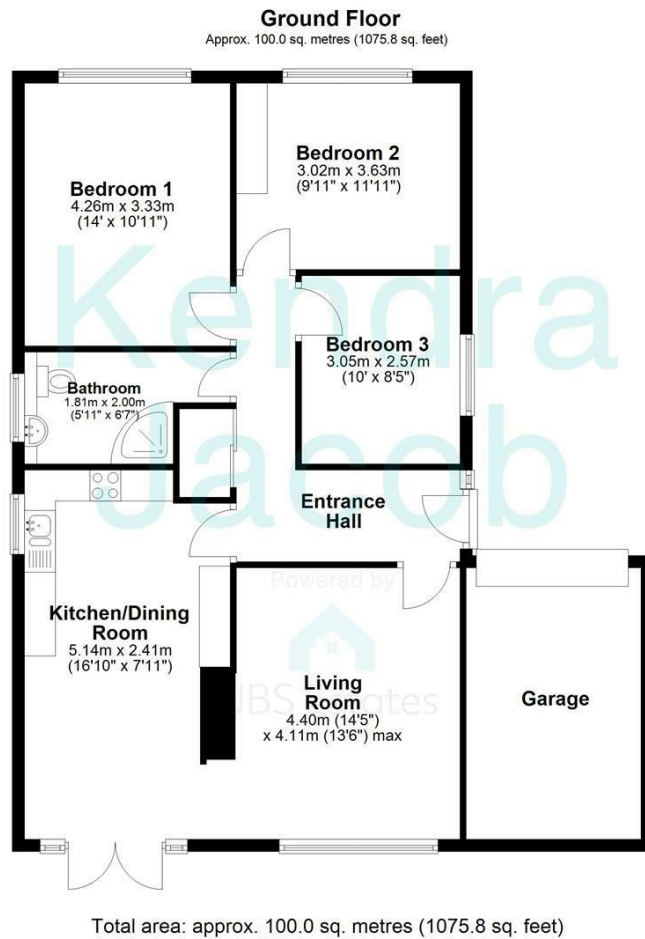 Ground Floor
Approx. 100.0 sq. metres (1075.8 sq. feet)
Bedroom 1
4.26m x 3.33m
(14' x 10'11")
Bedroom 2
3.02m x 3.63m
(9'11" x 11'11")
Kendra
Bedroom 3
3.05m x 2.57m
(10' x 8'5")
Bathroom
1.81m x 2.00m
(5'11" x 6'7")
Jacob
Entrance
Hall
Powered by
Kitchen/Dining
Room
5.14m x 2.41m
(16'10" x 7'11")
Living
Room
4.40m (14'5")
x 4.11m (13'6") max
Garage
Total area: approx. 100.0 sq. metres (1075.8 sq. feet)